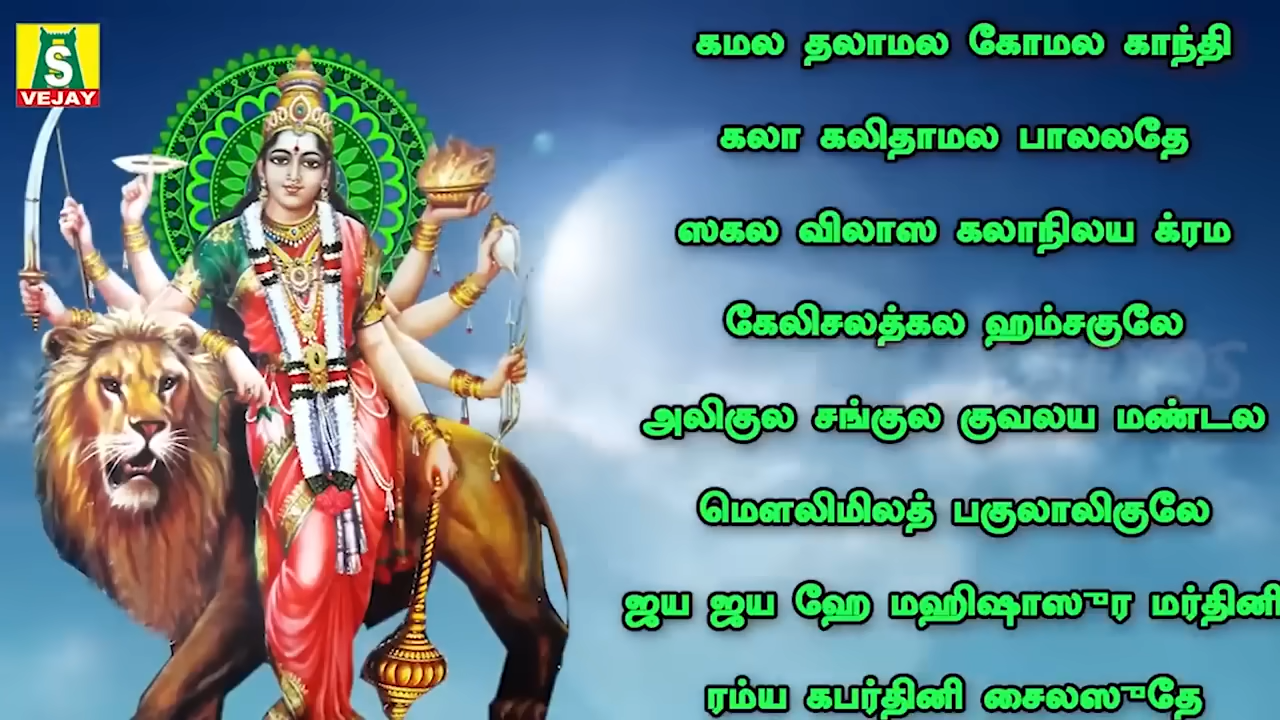 S
VEJAY
கமல தலாமல கோமல காந்தி
கலா கலிதாமல பாலலதே
ஸகல விலாஸ கலாநிலய க்ரம
கேலிசலத்கல ஹம்சகுலே
அலிகுல சங்குல குவலய மண்டல
மௌலிமிலத் பகுலாலிகுலே
ஜய ஜய ஹே மஹிஷாஸுர மர்தினி
ரம்ய கபர்தினி சைலஸுதே